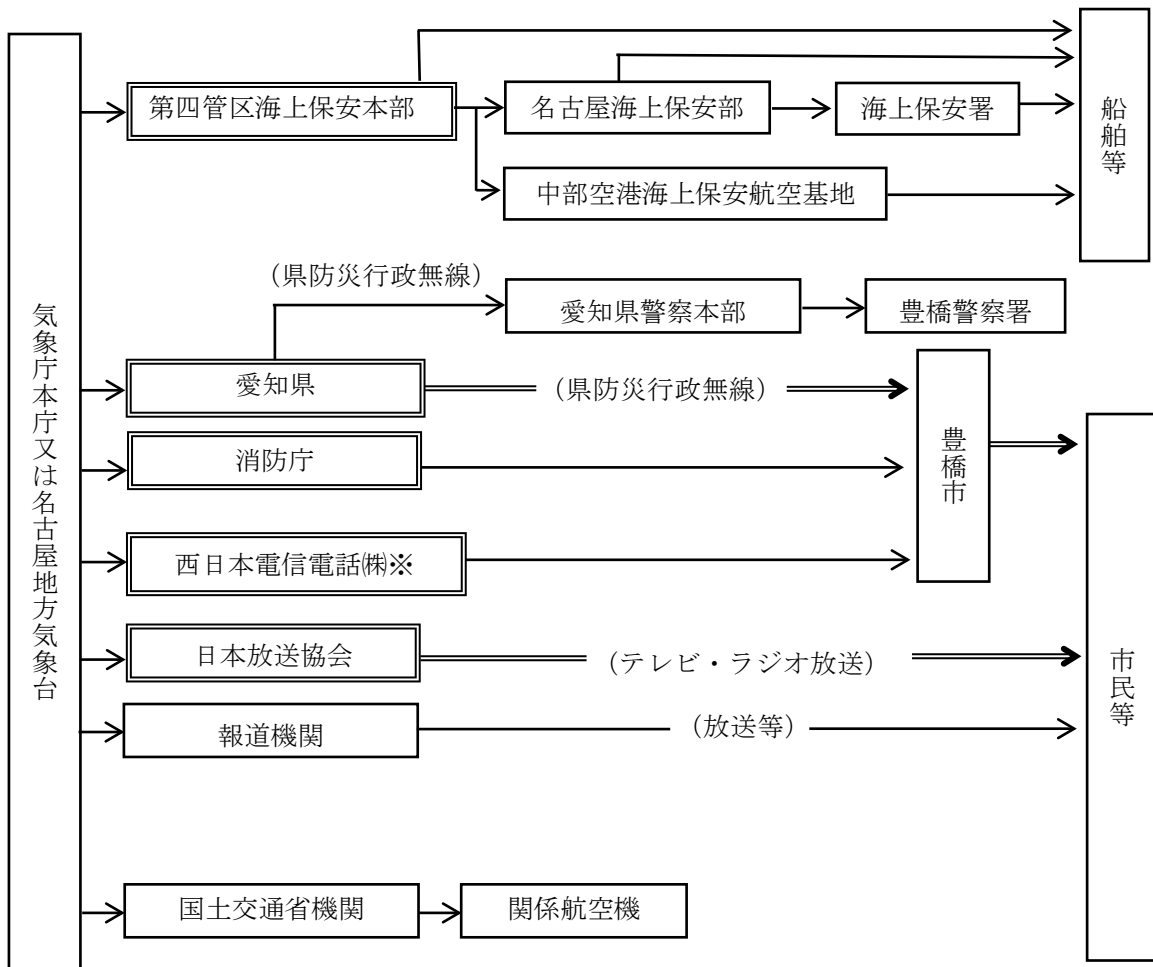 気象庁本庁又は名古屋地方気象台
第四管区海上保安本部
名古屋海上保安部
海上保安署
船舶等
中部空港海上保安航空基地
（県防災行政無線）
愛知県警察本部
豊橋警察署
愛知県
（県防災行政無線）
豊橋市
消防庁
西日本電信電話㈱※
日本放送協会
（テレビ・ラジオ放送）
市民等
報道機関
（放送等）
国土交通省機関
関係航空機